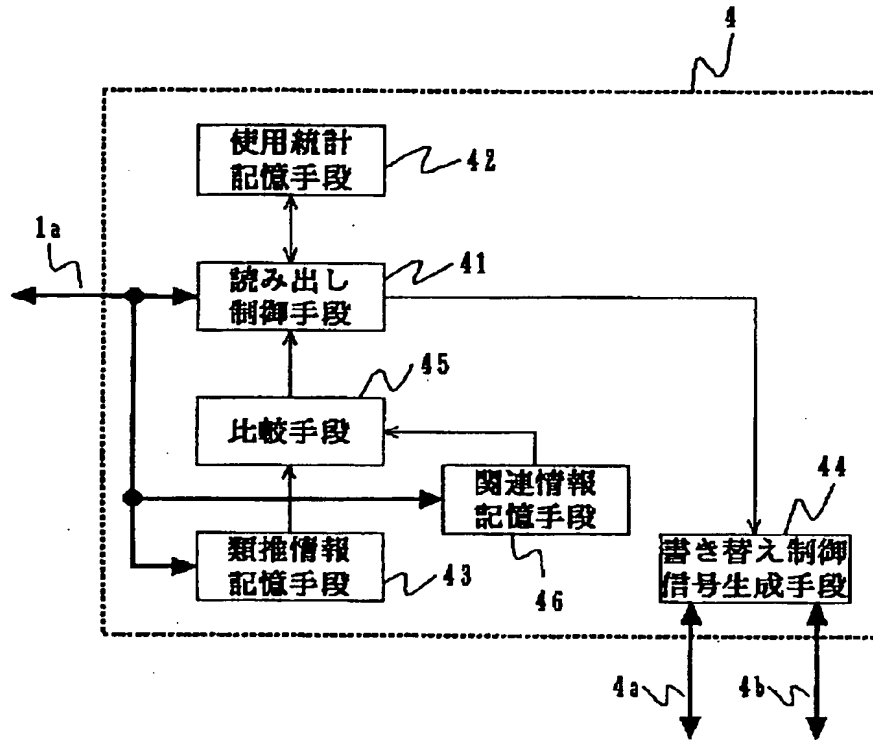 4
使用統計
記憶手段
42
1a
読み出し
制御手段
41
45
比較手段
関連情報
記憶手段
44
類推情報
記憶手段
43
46
書き替え制御
信号生成手段
4a
4b